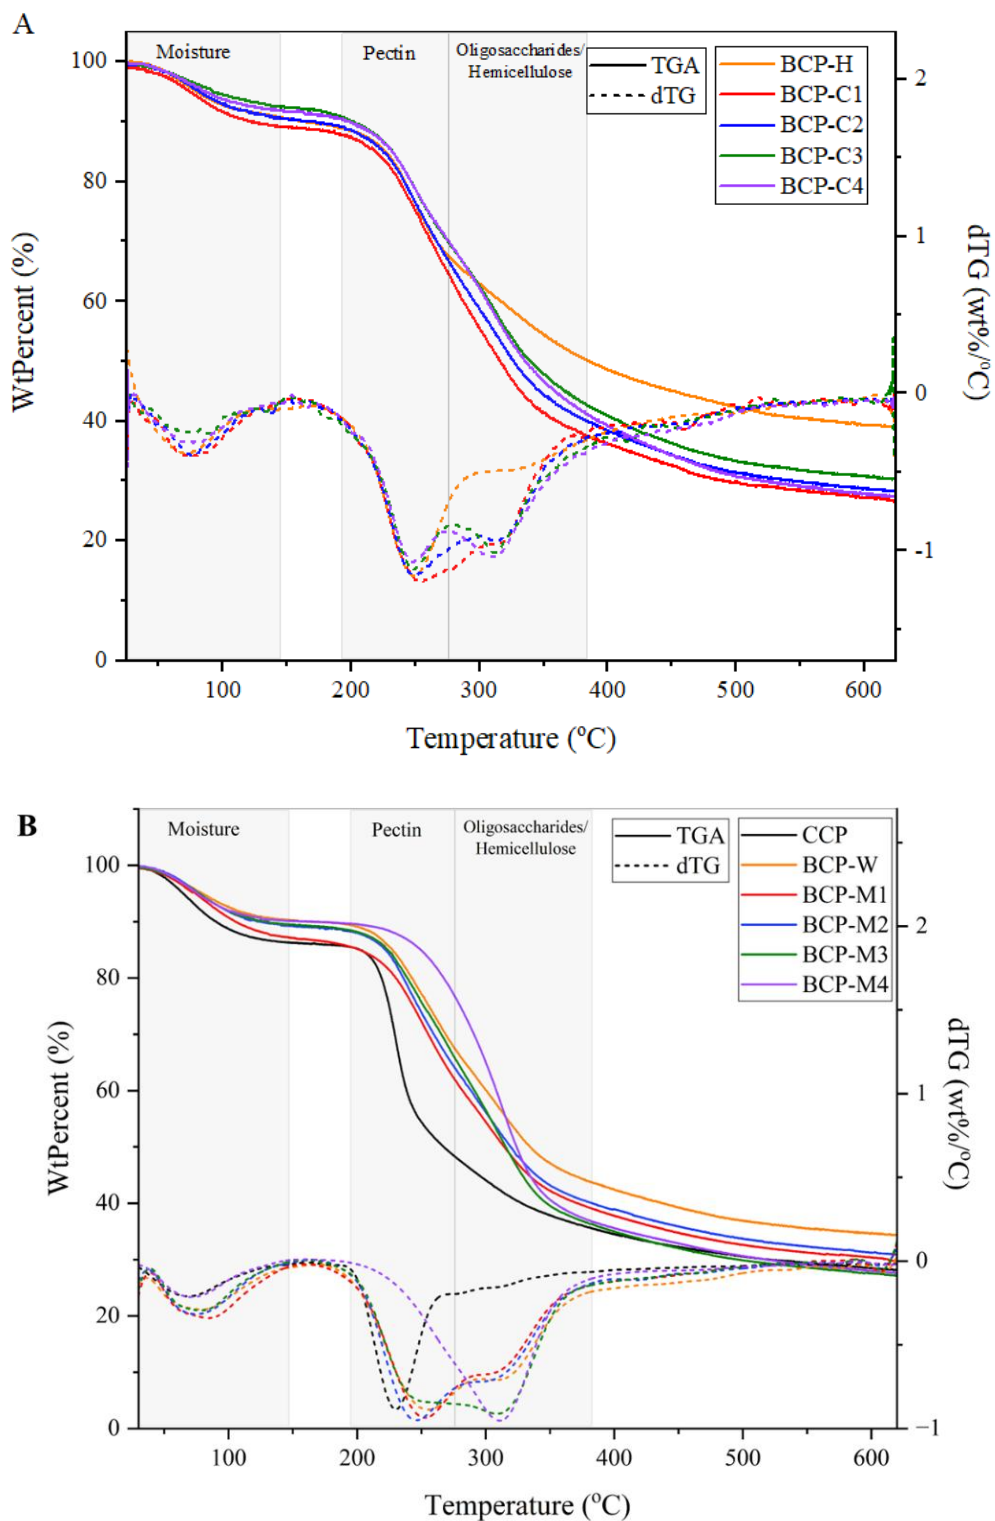 A
Moisture
Pectin
Oligosaccharides/
Hemicellulose
TGA
dTG
BCP-H
BCP-C1
BCP-C2
BCP-C3
BCP-C4
100
80
60
40
20
0
WtPercent (%)
2
1
0
-1
dTG (wt%/°C)
100
200
300
400
500
600
Temperature (°C)
B
Moisture
Pectin
Oligosaccharides/
Hemicellulose
TGA
dTG
CCP
BCP-W
BCP-M1
BCP-M2
BCP-M3
BCP-M4
100
80
60
40
20
0
WtPercent (%)
2
1
0
−1
dTG (wt%/°C)
100
200
300
400
500
600
Temperature (°C)